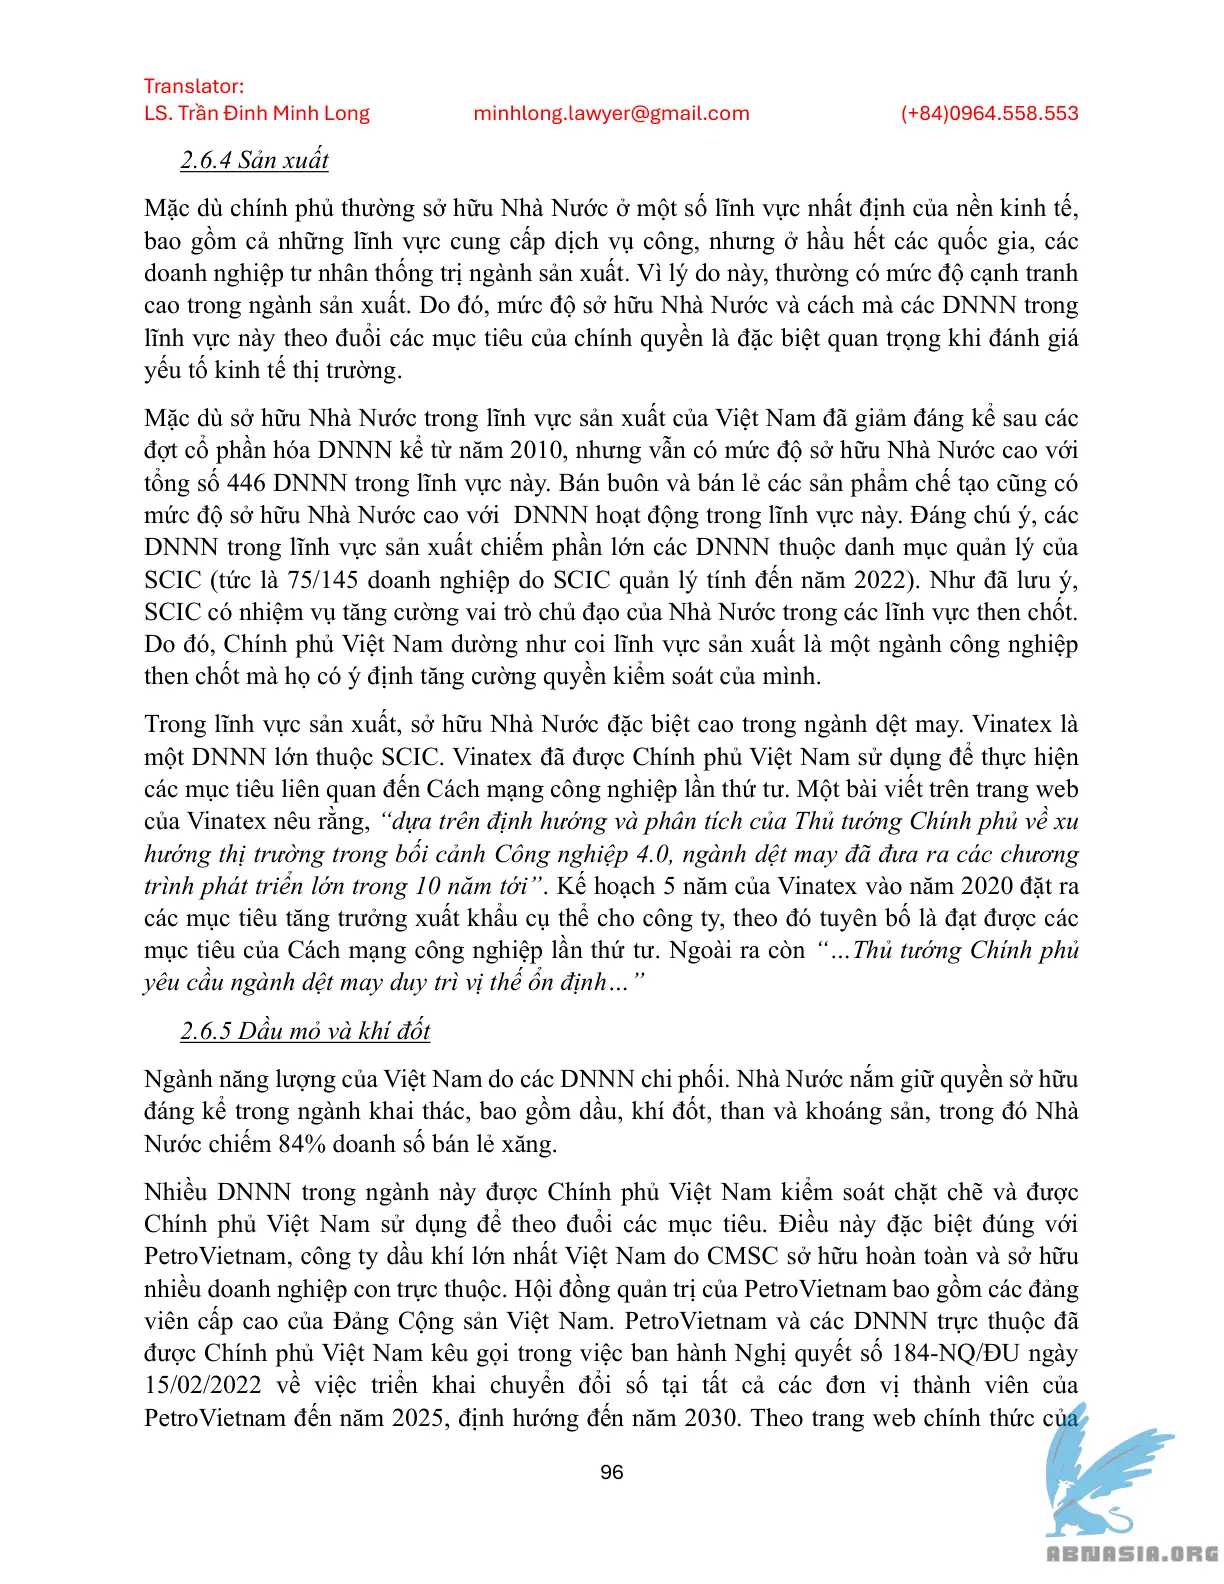 Translator:
LS. Trần Đình Minh Long minhlong.lawyer@gmail.com (+84)0964.558.553
2.6.4 Sản xuất
Mặc dù chính phủ thường sở hữu Nhà Nước ở một số lĩnh vực nhất định của nền kinh tế,
bao gồm cả những lĩnh vực cung cấp dịch vụ công, nhưng ở hầu hết các quốc gia, các
doanh nghiệp tư nhân thống trị ngành sản xuất. Vì lý do này, thường có mức độ cạnh tranh
cao trong ngành sản xuất. Do đó, mức độ sở hữu Nhà Nước và cách mà các DNNN trong
lĩnh vực này theo đuổi các mục tiêu của chính quyền là đặc biệt quan trọng khi đánh giá
yếu tố kinh tế thị trường.
Mặc dù sở hữu Nhà Nước trong lĩnh vực sản xuất của Việt Nam đã giảm đáng kể sau các
đợt cổ phần hóa DNNN kể từ năm 2010, nhưng vẫn có mức độ sở hữu Nhà Nước cao với
tổng số 446 DNNN trong lĩnh vực này. Bán buôn và bán lẻ các sản phẩm chế tạo cũng có
mức độ sở hữu Nhà Nước cao với DNNN hoạt động trong lĩnh vực này. Đáng chú ý, các
DNNN trong lĩnh vực sản xuất chiếm phần lớn các DNNN thuộc danh mục quản lý của
SCIC (tức là 75/145 doanh nghiệp do SCIC quản lý tính đến năm 2022). Như đã lưu ý,
SCIC có nhiệm vụ tăng cường vai trò chủ đạo của Nhà Nước trong các lĩnh vực then chốt.
Do đó, Chính phủ Việt Nam dường như coi lĩnh vực sản xuất là một ngành công nghiệp
then chốt mà họ có ý định tăng cường quyền kiểm soát của mình.
Trong lĩnh vực sản xuất, sở hữu Nhà Nước đặc biệt cao trong ngành dệt may. Vinatex là
một DNNN lớn thuộc SCIC. Vinatex đã được Chính phủ Việt Nam sử dụng để thực hiện
các mục tiêu liên quan đến Cách mạng công nghiệp lần thứ tư. Một bài viết trên trang web
của Vinatex nêu rằng, “dựa trên định hướng và phân tích của Thủ tướng Chính phủ về xu
hướng thị trường trong bối cảnh Công nghiệp 4.0, ngành dệt may đã đưa ra các chương
trình phát triển lớn trong 10 năm tới”. Kế hoạch 5 năm của Vinatex vào năm 2020 đặt ra
các mục tiêu tăng trưởng xuất khẩu cụ thể cho công ty, theo đó tuyên bố là đạt được các
mục tiêu của Cách mạng công nghiệp lần thứ tư. Ngoài ra còn “…Thủ tướng Chính phủ
yêu cầu ngành dệt may duy trì vị thế ổn định…”
2.6.5 Dầu mỏ và khí đốt
Ngành năng lượng của Việt Nam do các DNNN chi phối. Nhà Nước nắm giữ quyền sở hữu
đáng kể trong ngành khai thác, bao gồm dầu, khí đốt, than và khoáng sản, trong đó Nhà
Nước chiếm 84% doanh số bán lẻ xăng.
Nhiều DNNN trong ngành này được Chính phủ Việt Nam kiểm soát chặt chẽ và được
Chính phủ Việt Nam sử dụng để theo đuổi các mục tiêu. Điều này đặc biệt đúng với
PetroVietnam, công ty dầu khí lớn nhất Việt Nam do CMSC sở hữu hoàn toàn và sở hữu
nhiều doanh nghiệp con trực thuộc. Hội đồng quản trị của PetroVietnam bao gồm các đảng
viên cấp cao của Đảng Cộng sản Việt Nam. PetroVietnam và các DNNN trực thuộc đã
được Chính phủ Việt Nam kêu gọi trong việc ban hành Nghị quyết số 184-NQ/ĐU ngày
15/02/2022 về việc triển khai chuyển đổi số tại tất cả các đơn vị thành viên của
PetroVietnam đến năm 2025, định hướng đến năm 2030. Theo trang web chính thức của
96
ABNASIA.ORG